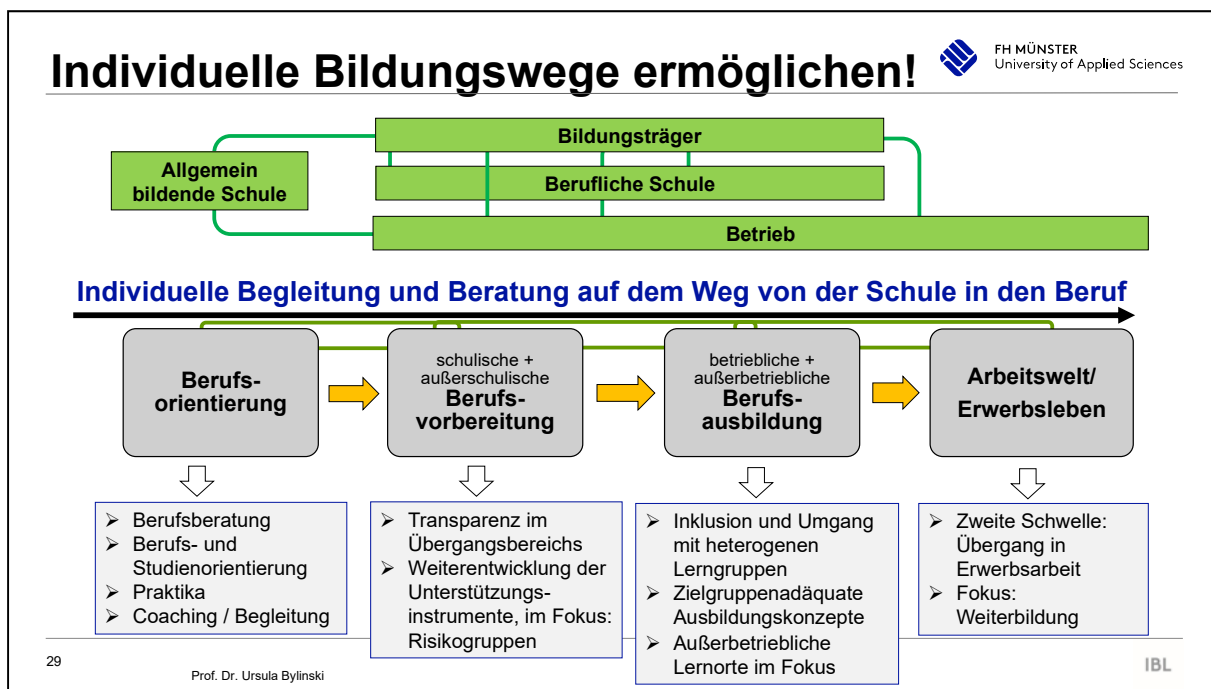 Individuelle Bildungswege ermöglichen!
FH MÜNSTER
University of Applied Sciences
Bildungsträger
Allgemein
bildende Schule
Berufliche Schule
Betrieb
Individuelle Begleitung und Beratung auf dem Weg von der Schule in den Beruf
Berufs-
orientierung
schulische +
außerschulische
Berufs-
vorbereitung
betriebliche +
außerbetriebliche
Berufs-
ausbildung
Arbeitswelt/
Erwerbsleben
➢ Berufsberatung
➢ Berufs- und
Studienorientierung
➢ Praktika
➢ Coaching / Begleitung
➢ Transparenz im
Übergangsbereichs
➢ Weiterentwicklung der
Unterstützungs-
instrumente, im Fokus:
Risikogruppen
➢ Inklusion und Umgang
mit heterogenen
Lerngruppen
➢ Zielgruppenadäquate
Ausbildungskonzepte
➢ Außerbetriebliche
Lernorte im Fokus
➢ Zweite Schwelle:
Übergang in
Erwerbsarbeit
➢ Fokus:
Weiterbildung
29
Prof. Dr. Ursula Bylinski
IBL